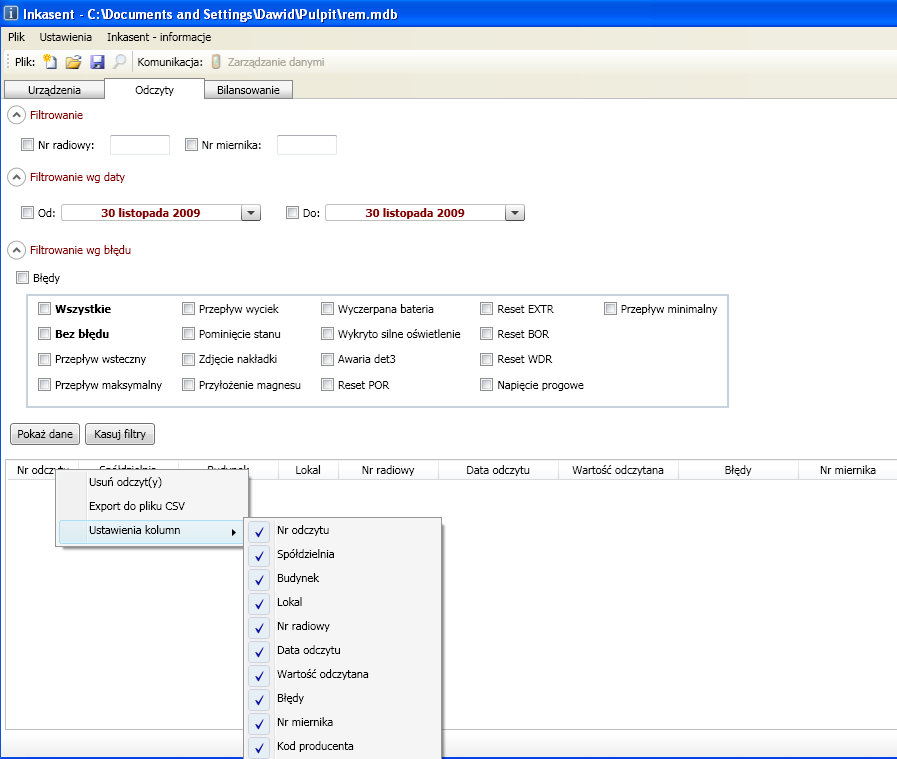 Inkasent - C:\Documents and Settings\Dawid\Pulpit\rem.mdb
Plik Ustawienia Inkasent - informacje
Plik: Komunikacja: Zarządzanie danymi
Urządzenia Odczyty Bilansowanie
Filtrowanie
Nr radiowy: Nr miernika:
Filtrowanie wg daty
Od: 30 listopada 2009 Do: 30 listopada 2009
Filtrowanie wg błędu
Błędy
Wszystkie Przepływ wyciek Wyczerpana bateria Reset EXTR Przepływ minimalny
Bez błędu Pominięcie stanu Wykryto silne oświetlenie Reset BOR
Przepływ wsteczny Zdjęcie nakładki Awaria det3 Reset WDR
Przepływ maksymalny Przyłożenie magnesu Reset POR Napięcie progowe
Pokaż dane Kasuj filtry
Nr odczytu Spółdzielnia Budynek Lokal Nr radiowy Data odczytu Wartość odczytana Błędy Nr miernika
Usuń odczyt(y)
Export do pliku CSV
Ustawienia kolumn
Nr odczytu
Spółdzielnia
Budynek
Lokal
Nr radiowy
Data odczytu
Wartość odczytana
Błędy
Nr miernika
Kod producenta